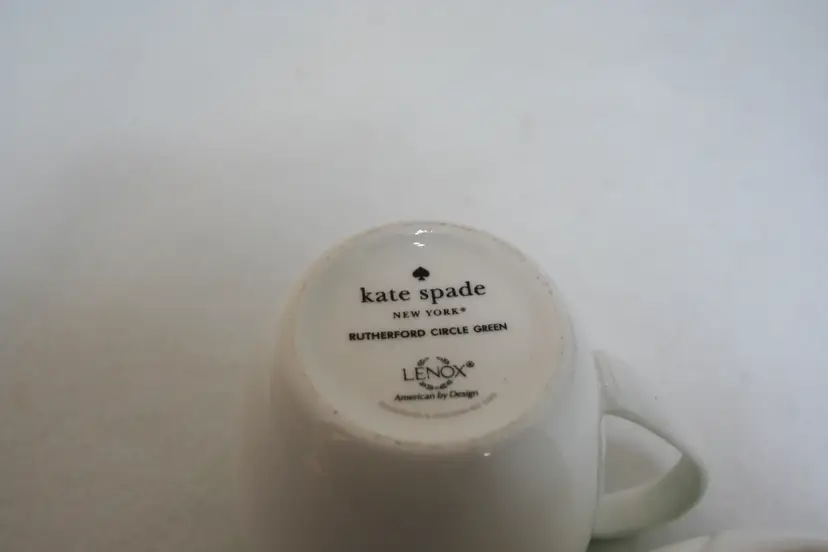 kate spade
NEW YORK®
RUTHERFORD CIRCLE GREEN
LENOX®
American by Design